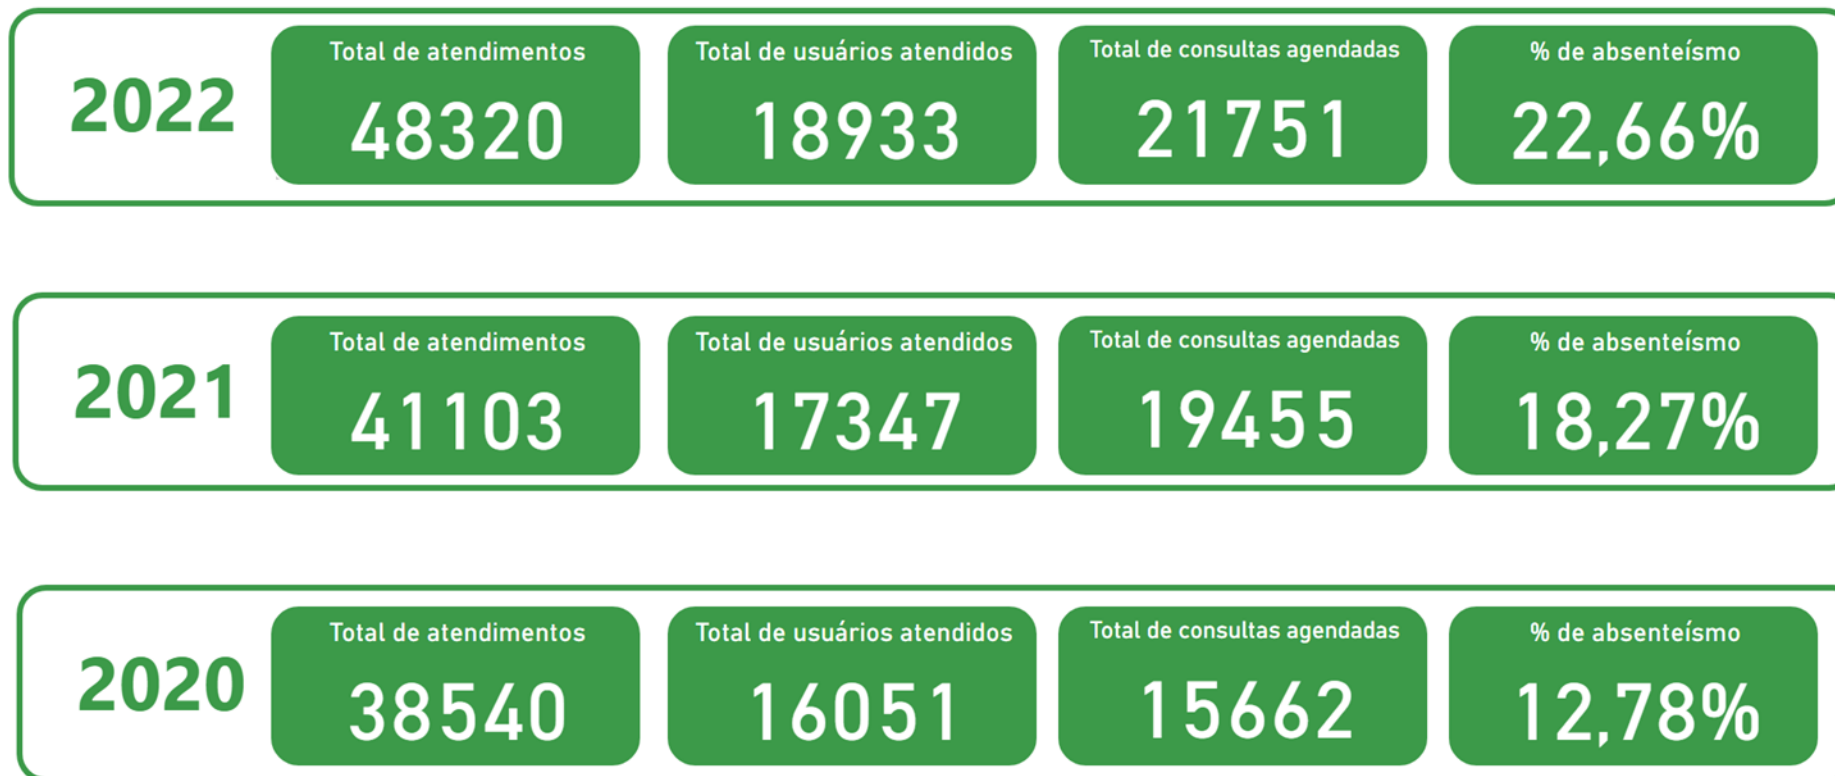 2022
Total de atendimentos
48320
Total de usuários atendidos
18933
Total de consultas agendadas
21751
% de absenteísmo
22,66%
2021
Total de atendimentos
41103
Total de usuários atendidos
17347
Total de consultas agendadas
19455
% de absenteísmo
18,27%
2020
Total de atendimentos
38540
Total de usuários atendidos
16051
Total de consultas agendadas
15662
% de absenteísmo
12,78%